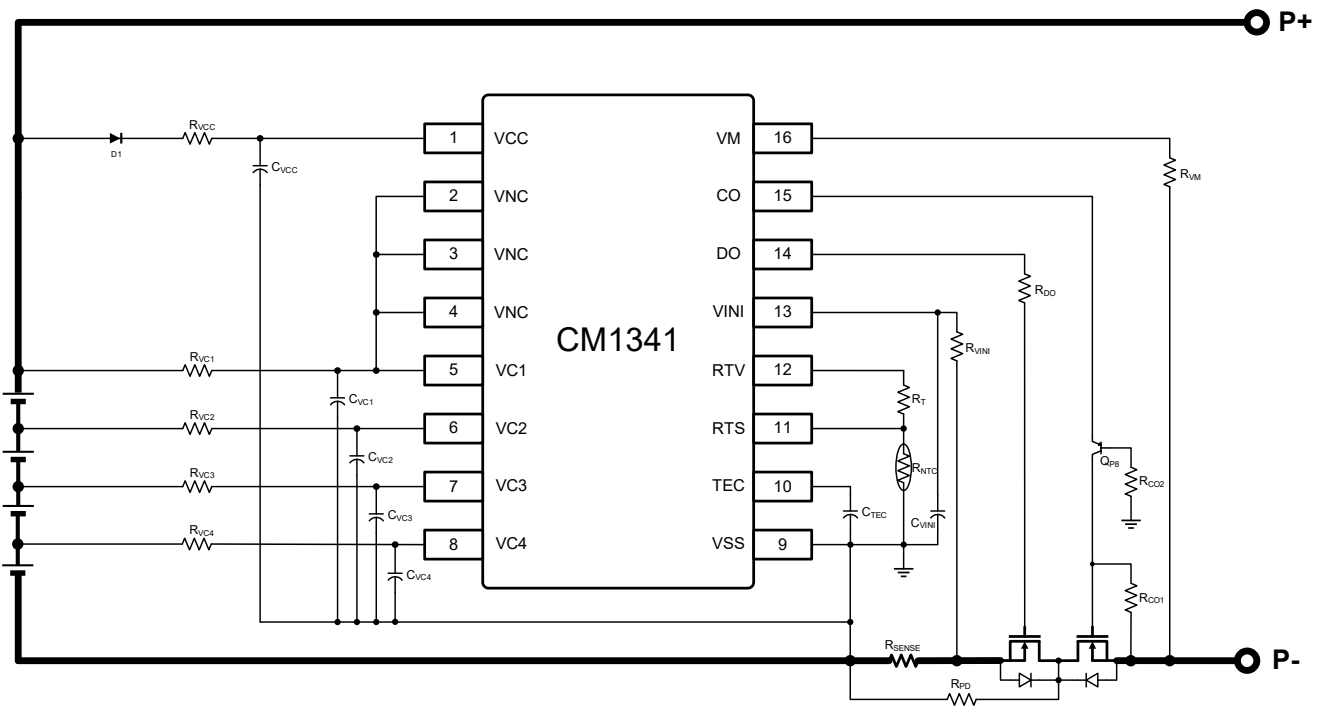 P+
RVCC
D1
CVCC
1 VCC
2 VNC
3 VNC
4 VNC
RVC1
5 VC1
CVC1
RVC2
6 VC2
CVC2
RVC3
7 VC3
CVC3
RVC4
8 VC4
CVC4
CM1341
VM 16
RVM
CO 15
DO 14
RDO
VINI 13
RVINI
RTV 12
RT
RTS 11
RNTC
QP8
RCO2
TEC 10
CTEC
CVINI
VSS 9
RCO1
RSENSE
P-
RPD